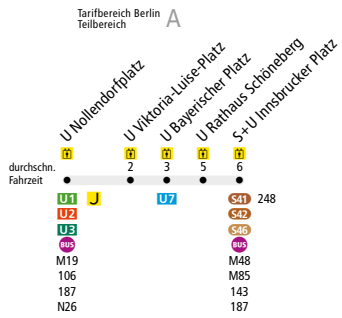 Tarifbereich Berlin A
Teilbereich
U Nollendorfplatz
U Viktoria-Luise-Platz
U Bayerischer Platz
U Rathaus Schöneberg
S+U Innsbrucker Platz
durchschn. 2 3 5 6
Fahrzeit
U1 J U7 S41 248
U2 S42
U3 S46
BUS BUS
M19 M48
106 M85
187 143
N26 187